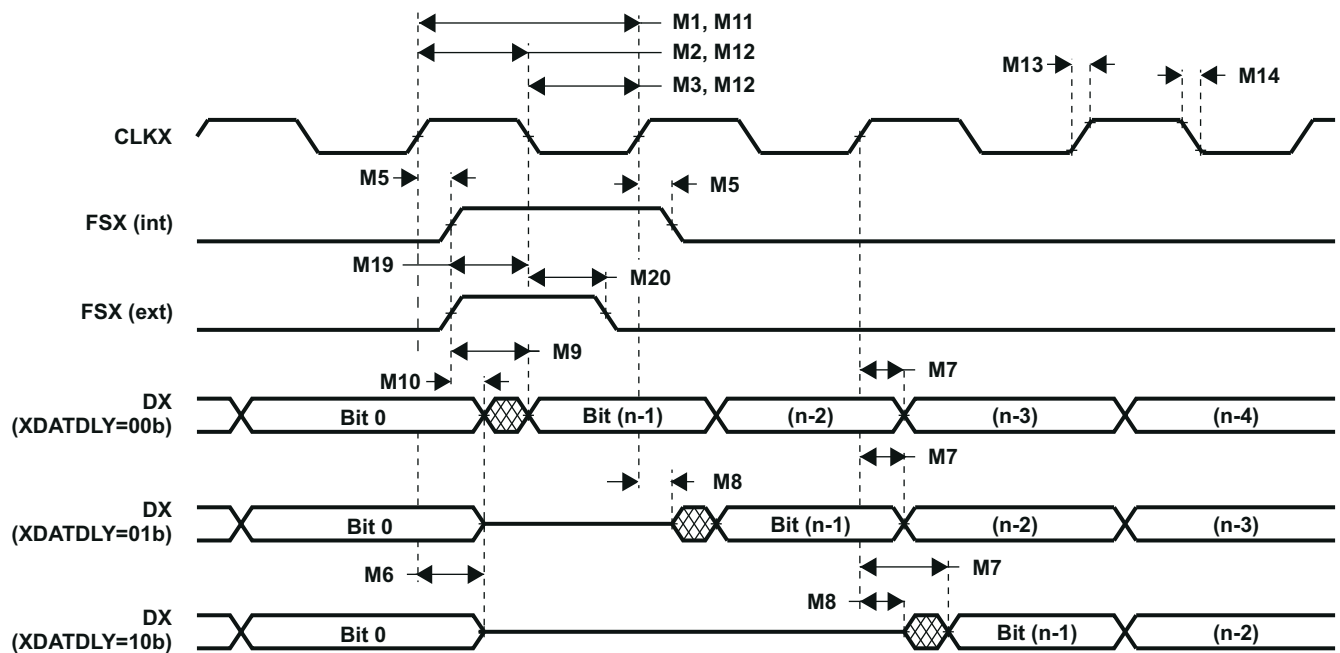 M1, M11
M2, M12
M3, M12
M13
M14
CLKX
M5
M5
FSX (int)
M19
M20
FSX (ext)
M9
M10
M7
DX
(XDATDLY=00b)
Bit 0
Bit (n-1)
(n-2)
(n-3)
(n-4)
M7
M8
DX
(XDATDLY=01b)
Bit 0
Bit (n-1)
(n-2)
(n-3)
M6
M7
M8
DX
(XDATDLY=10b)
Bit 0
Bit (n-1)
(n-2)